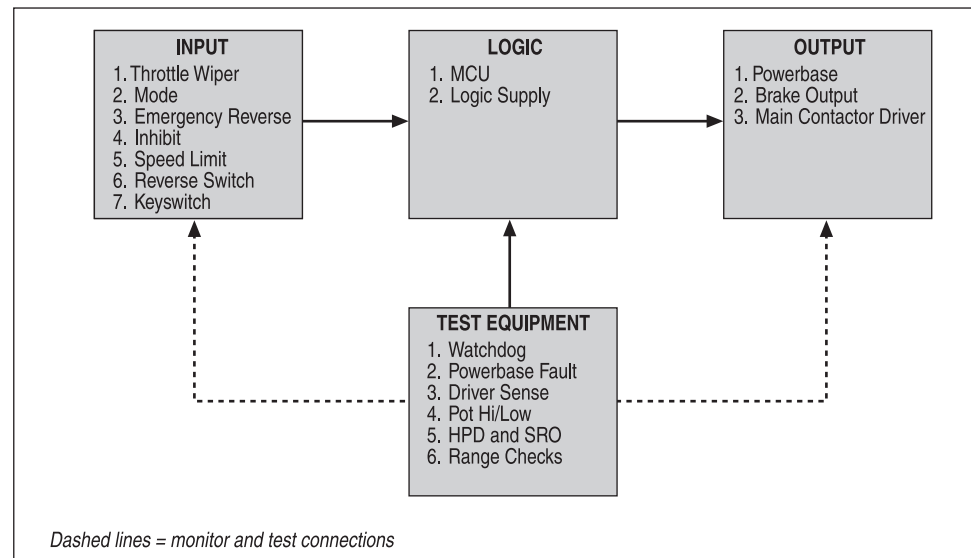 INPUT
1. Throttle Wiper
2. Mode
3. Emergency Reverse
4. Inhibit
5. Speed Limit
6. Reverse Switch
7. Keyswitch
LOGIC
1. MCU
2. Logic Supply
OUTPUT
1. Powerbase
2. Brake Output
3. Main Contactor Driver
TEST EQUIPMENT
1. Watchdog
2. Powerbase Fault
3. Driver Sense
4. Pot Hi/Low
5. HPD and SRO
6. Range Checks
Dashed lines = monitor and test connections